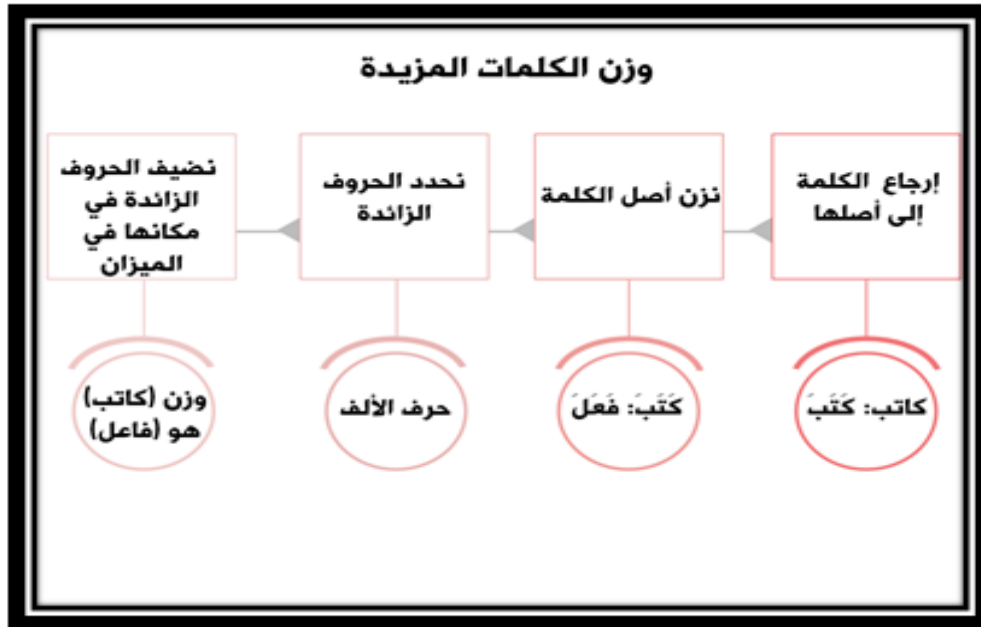 وزن الكلمات المزيدة
إرجاع الكلمة
إلى أصلها
نزن أصل الكلمة
نحدد الحروف
الزائدة
نضيف الحروف
الزائدة في
مكانها في
الميزان
كاتب: كَتَبَ
كَتَبَ: فَعَلَ
حرف الألف
وزن (كاتب)
هو (فاعل)